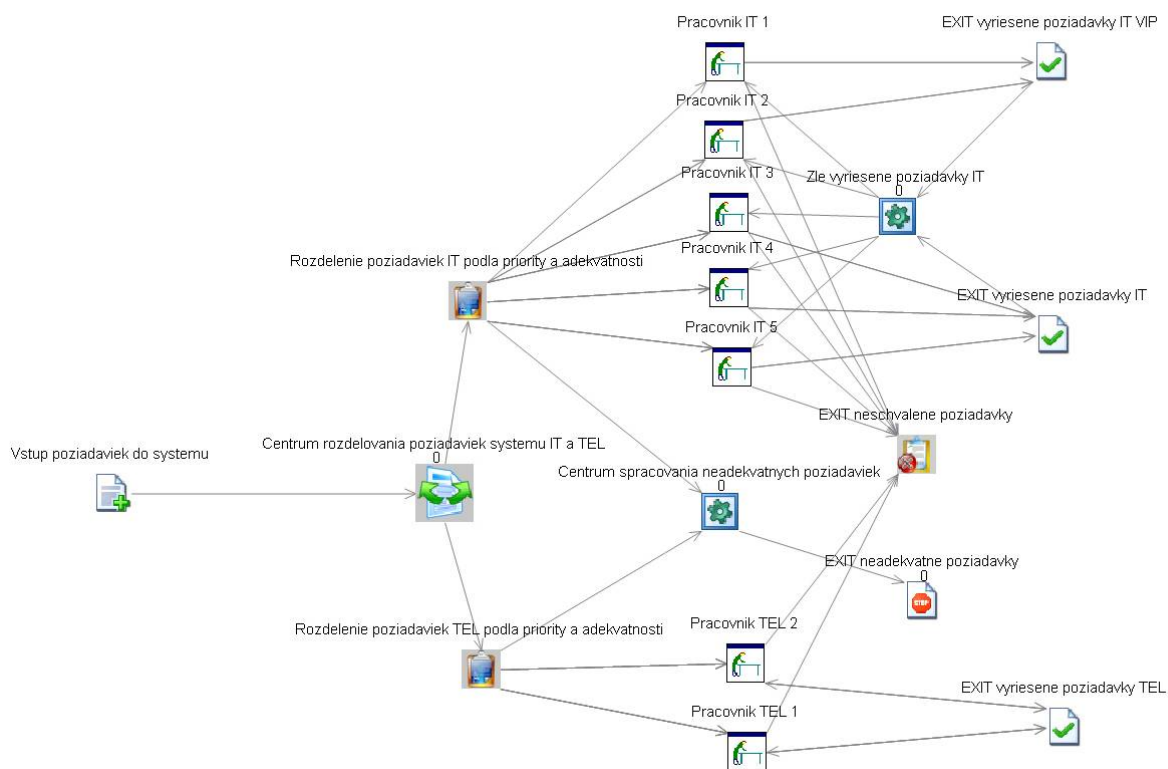 Pracovnik IT 1
EXIT vyriesene poziadavky IT VIP
Pracovnik IT 2
Pracovnik IT 3
Zle vyriesene poziadavky IT
0
Pracovnik IT 4
Rozdelenie poziadaviek IT podla priority a adekvatnosti
EXIT vyriesene poziadavky IT
Pracovnik IT 5
EXIT neschvalene poziadavky
Centrum rozdelovania poziadaviek systemu IT a TEL
0
Vstup poziadaviek do systemu
Centrum spracovania neadekvatnych poziadaviek
0
EXIT neadekvatne poziadavky
0
STOP
Pracovnik TEL 2
Rozdelenie poziadaviek TEL podla priority a adekvatnosti
EXIT vyriesene poziadavky TEL
Pracovnik TEL 1